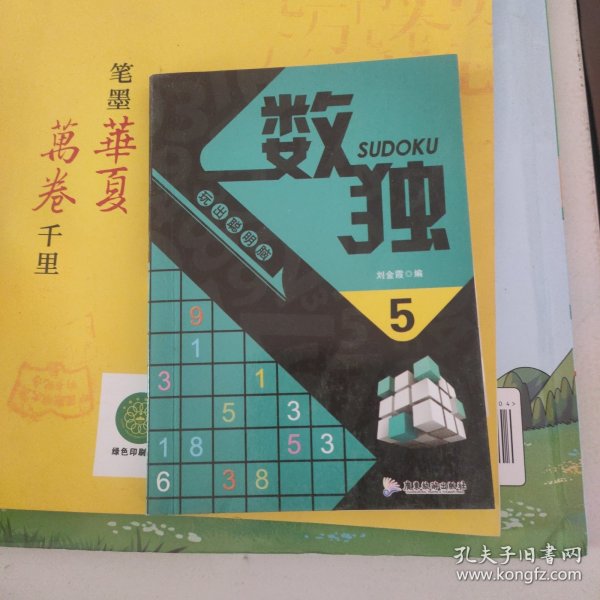 笔墨
華夏
萬卷
千里
数独
SUDOKU
玩出聪明脑
刘金霞◎编
5
9
1
3 1
5 3
1 8 5 3
6 3 8
绿色印刷
04>
孔夫子旧书网
www.kongfz.com